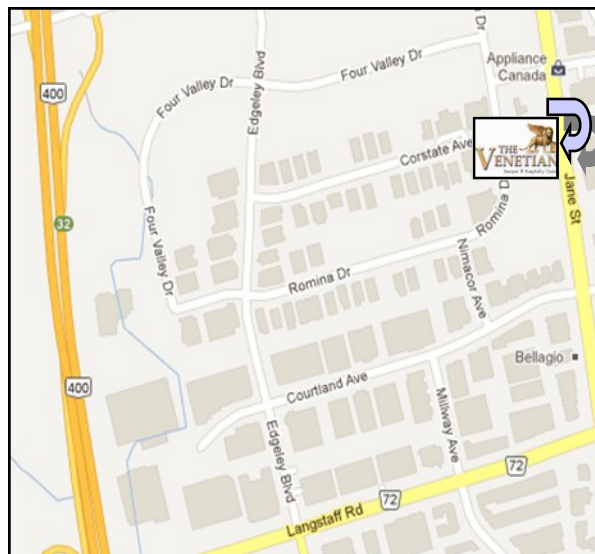 Dr
Appliance
Canada
400
Four Valley Dr
Four Valley Dr
Edgeley Blvd
Corstate Ave
THE
VENETIAN
Jane St
32
Four Valley Dr
Romina Dr
Romina D
Nirmacor Ave
Bellagio
400
Courtland Ave
Millway Ave
Edgeley Blvd
72
72
Langstaff Rd